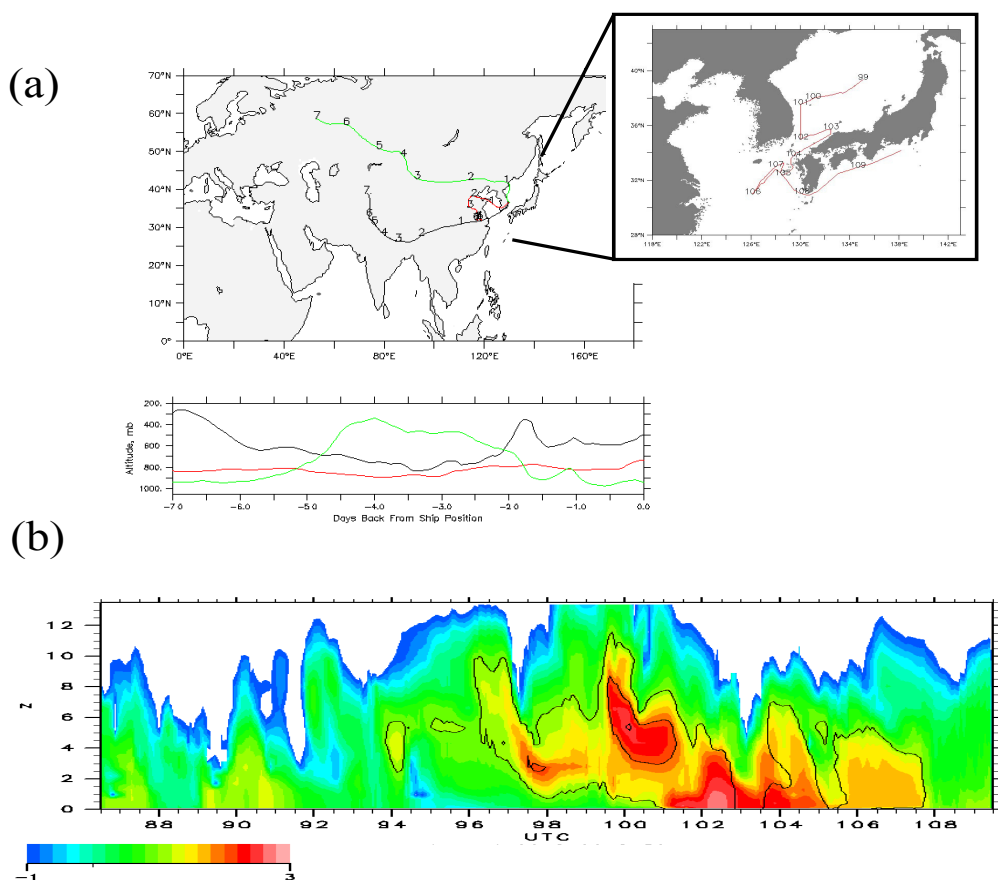 (a)
70°N
60°N
50°N
40°N
30°N
20°N
10°N
0°
0°E 40°E 80°E 120°E 160°E
7 6 5 4 3 2 1
7 6 5 4 3 2 1
3 2 1
40°N
36°N
32°N
28°N
118°E 122°E 126°E 130°E 134°E 138°E 142°E
99
100
101
102
103
104
107
105
106
109
200.
400.
600.
800.
1000.
Altitude, mb
-7.0 -6.0 -5.0 -4.0 -3.0 -2.0 -1.0 0.0
Days Back From Ship Position
(b)
12
10
8
6
4
2
0
Z
88 90 92 94 96 98 100 102 104 106 108
UTC
-1 3